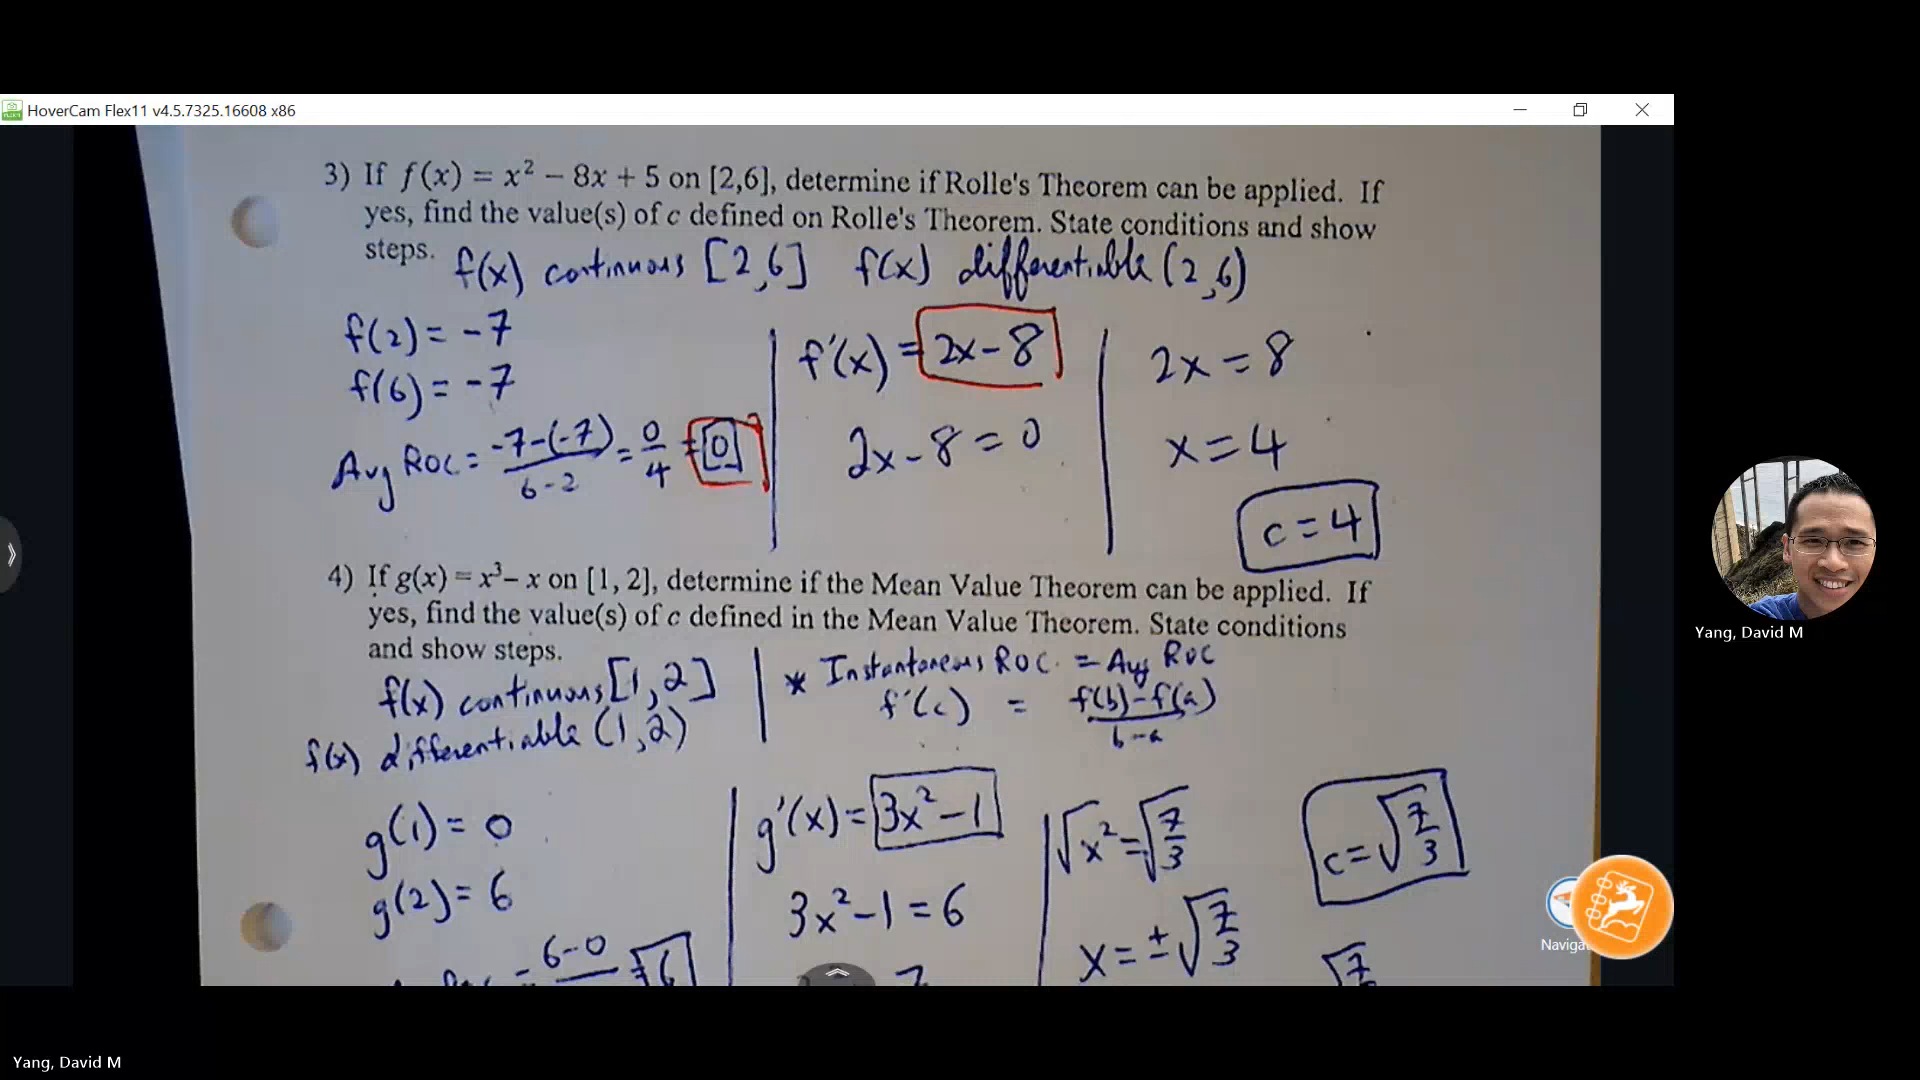 HoverCam Flex11 v4.5.7325.16608 x86
3) If f(x) = x² − 8x + 5 on [2,6], determine if Rolle's Theorem can be applied. If
yes, find the value(s) of c defined on Rolle's Theorem. State conditions and show
steps.
f(x) continuous [2,6] f(x) differentiable (2,6)
f(2) = -7
f(6) = -7
Avg ROC = -7-(-7)/6-2 = 0/4 = 0
f'(x) = 2x-8
2x-8 = 0
2x = 8
x = 4
c = 4
4) If g(x) = x³– x on [1, 2], determine if the Mean Value Theorem can be applied. If
yes, find the value(s) of c defined in the Mean Value Theorem. State conditions
and show steps.
f(x) continuous [1,2]
f(x) differentiable (1,2)
* Instantaneous ROC = Avg ROC
f'(c) = f(b)-f(a)/b-a
g(1) = 0
g(2) = 6
6-0
= 6
g'(x) = 3x²-1
3x²-1 = 6
7
√x² = √7/3
x = ±√7/3
c = √7/3
√7
Yang, David M
Yang, David M